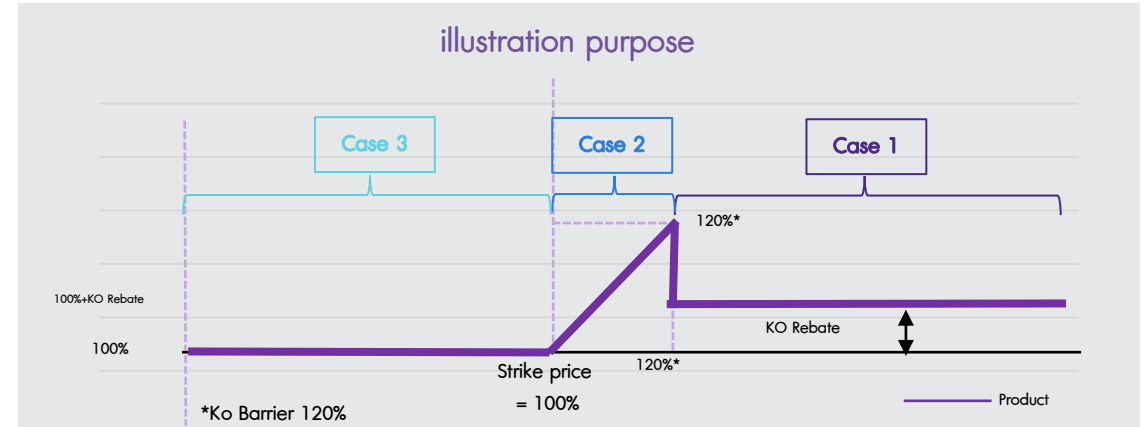 illustration purpose
Case 3
Case 2
Case 1
120%*
100%+KO Rebate
KO Rebate
100%
Strike price
= 100%
120%*
*Ko Barrier 120%
Product